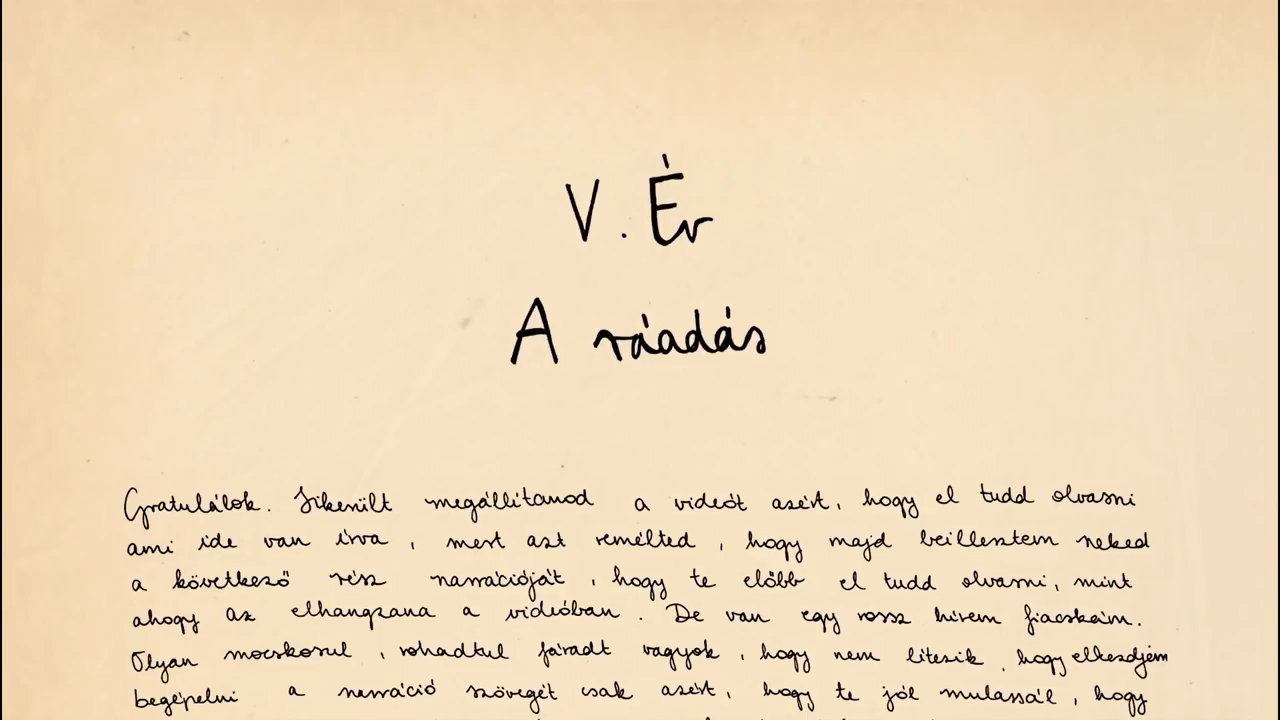 V. Év
A ráadás
Gratulálok. Sikerült megállítanod a videót azért, hogy el tudd olvasni
ami ide van írva, mert azt remélted, hogy majd beillesztem neked
a következő rész narrációját, hogy te előbb el tudd olvasni, mint
ahogy az elhangzana a videóban. De van egy rossz hírem fiacskám.
Olyan mocskosul, rohadtul fáradt vagyok, hogy nem létezik, hogy elkezdjem
begépelni a narráció szövegét csak azért, hogy te jól mulassál, hogy